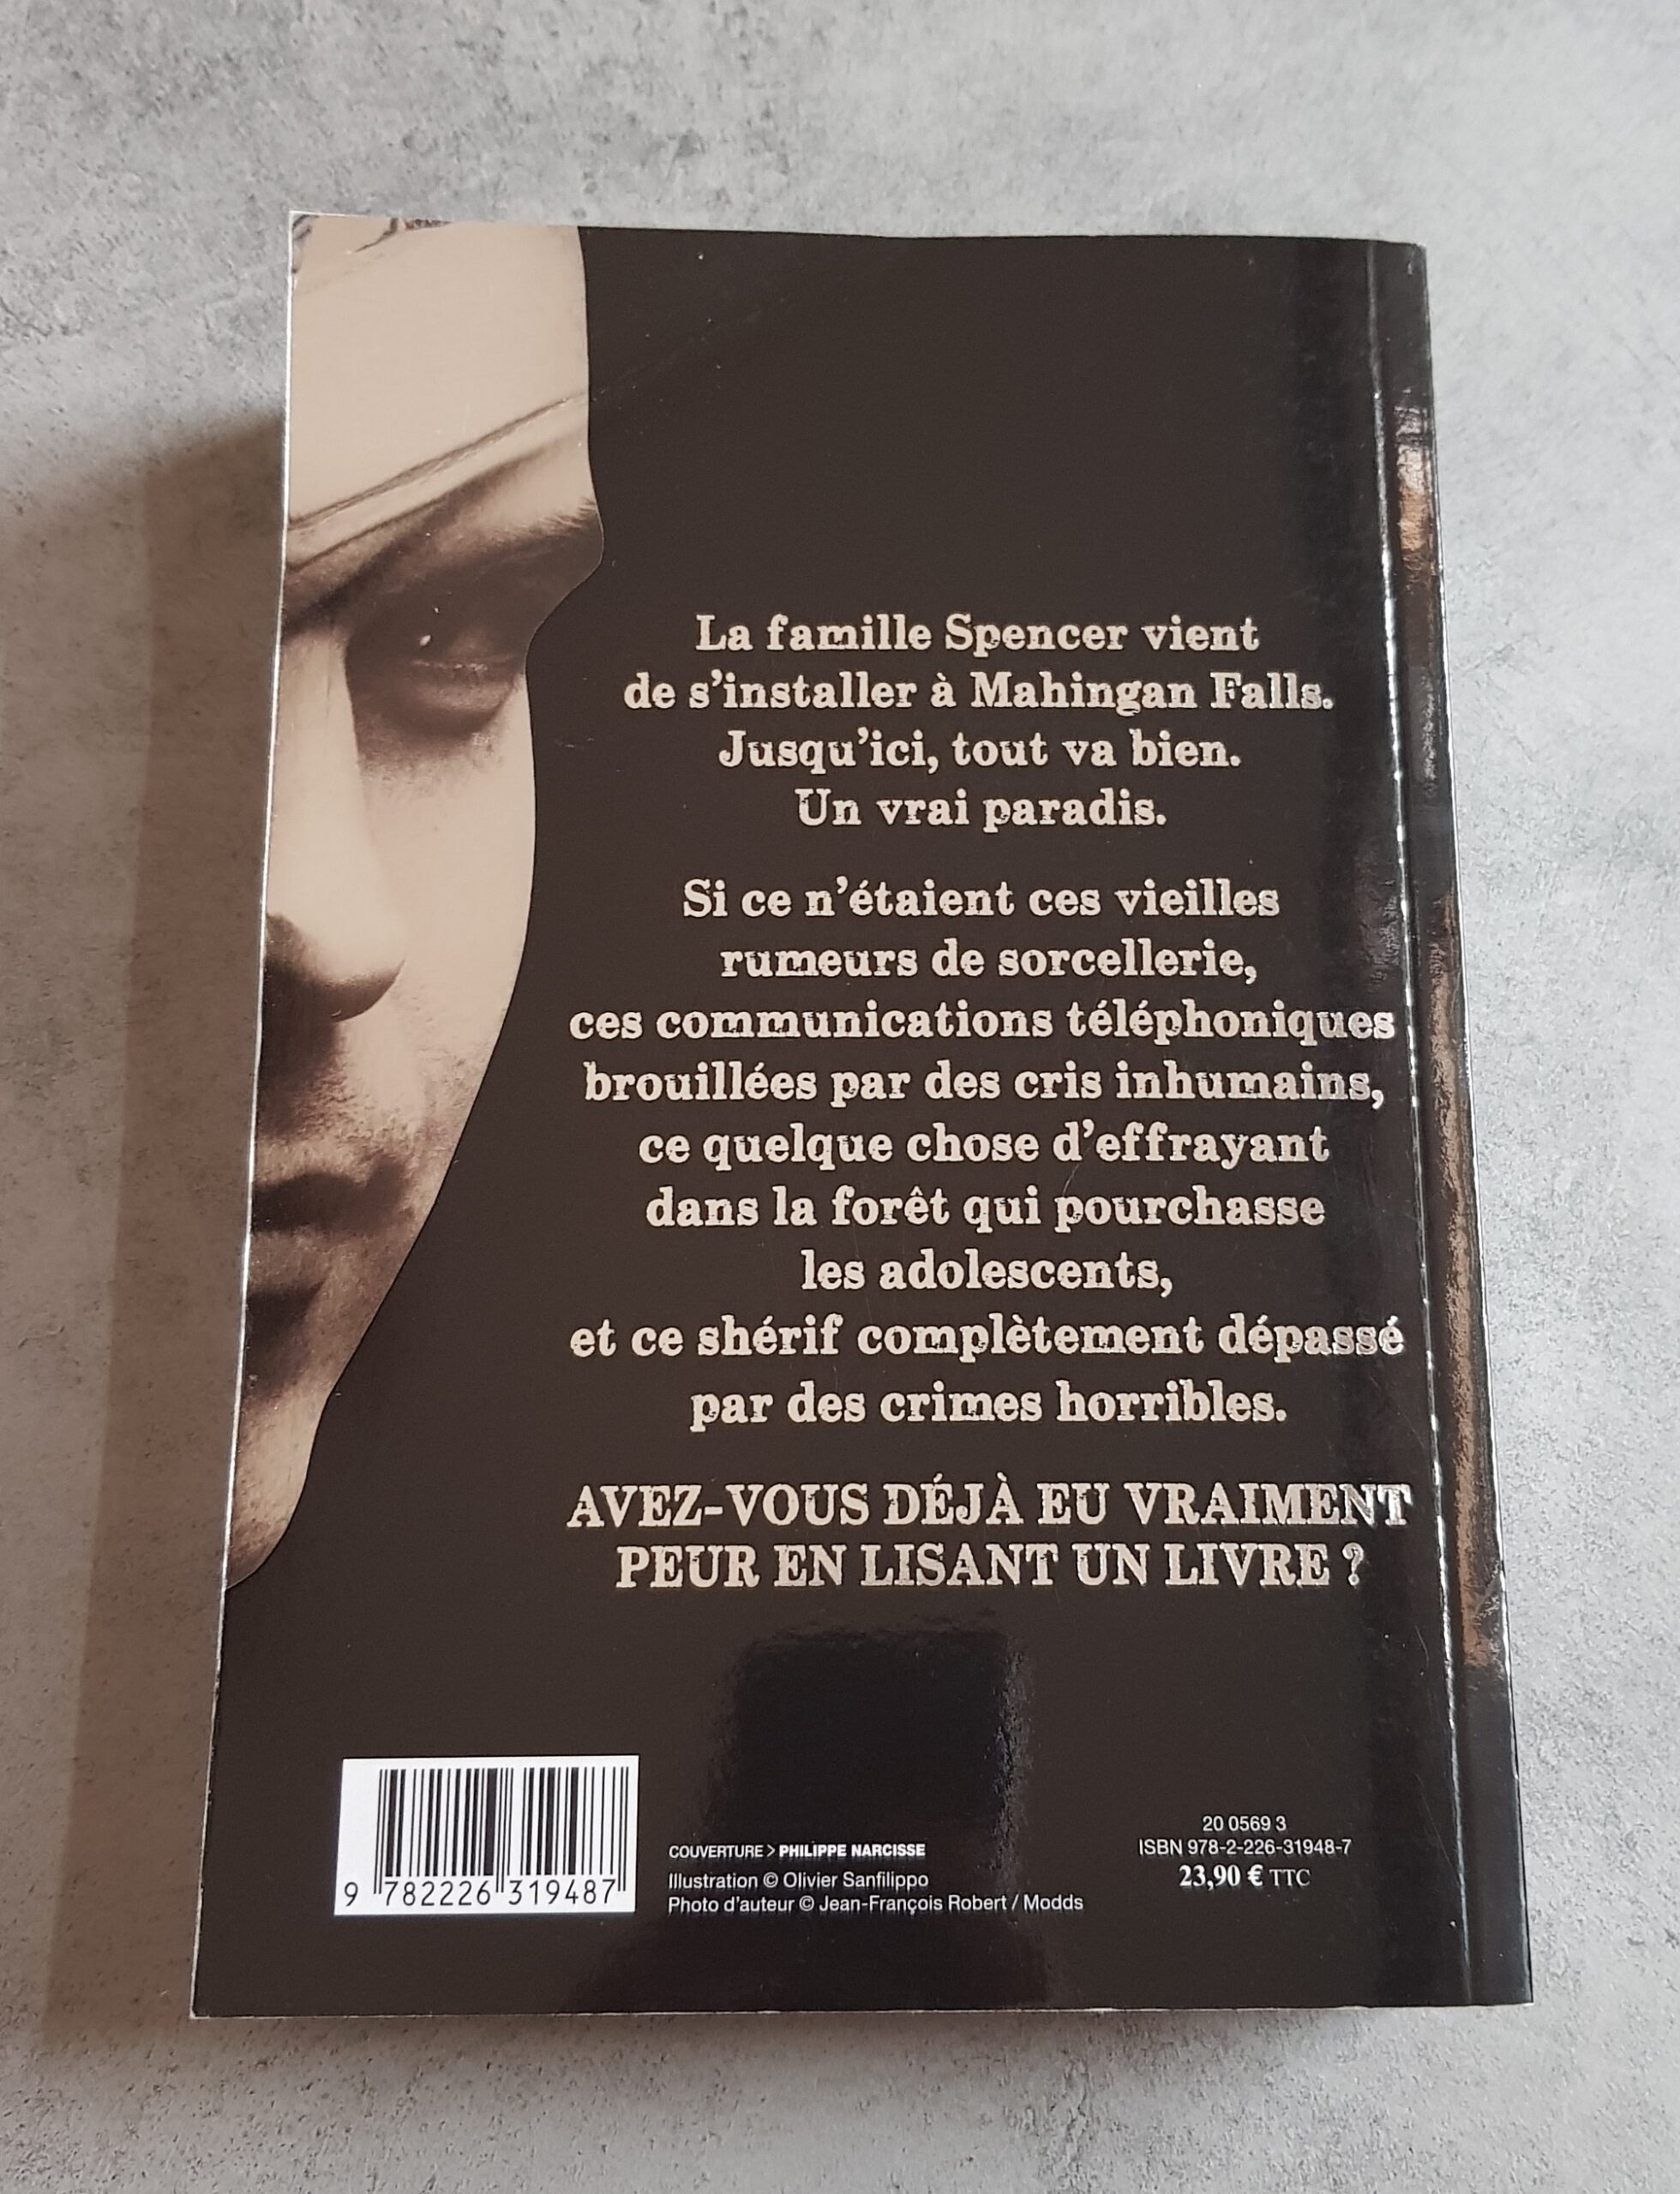 La famille Spencer vient
de s'installer à Mahingan Falls.
Jusqu'ici, tout va bien.
Un vrai paradis.
Si ce n'étaient ces vieilles
rumeurs de sorcellerie,
ces communications téléphoniques
brouillées par des cris inhumains,
ce quelque chose d'effrayant
dans la forêt qui pourchasse
les adolescents,
et ce shérif complètement dépassé
par des crimes horribles.
AVEZ-VOUS DÉJÀ EU VRAIMENT
PEUR EN LISANT UN LIVRE ?
9 782226 319487
COUVERTURE > PHILIPPE NARCISSE
Illustration © Olivier Sanfilippo
Photo d'auteur © Jean-François Robert / Modds
20 0569 3
ISBN 978-2-226-31948-7
23,90 € TTC